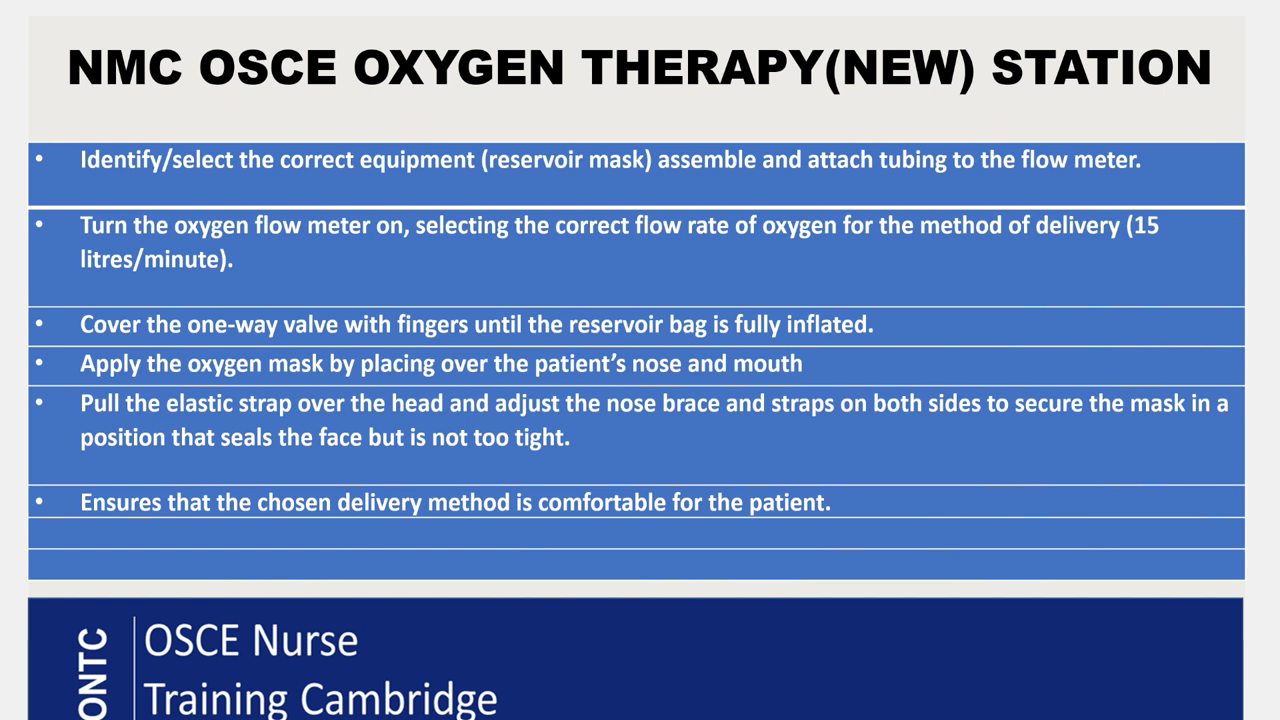 NMC OSCE OXYGEN THERAPY(NEW) STATION
• Identify/select the correct equipment (reservoir mask) assemble and attach tubing to the flow meter.
• Turn the oxygen flow meter on, selecting the correct flow rate of oxygen for the method of delivery (15
litres/minute).
• Cover the one-way valve with fingers until the reservoir bag is fully inflated.
• Apply the oxygen mask by placing over the patient’s nose and mouth
• Pull the elastic strap over the head and adjust the nose brace and straps on both sides to secure the mask in a
position that seals the face but is not too tight.
• Ensures that the chosen delivery method is comfortable for the patient.
ONTC
OSCE Nurse
Training Cambridge